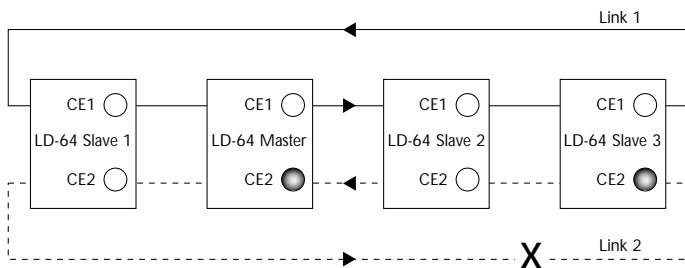 Link 1
CE1 CE1 CE1 CE1
LD-64 Slave 1 LD-64 Master LD-64 Slave 2 LD-64 Slave 3
CE2 CE2 CE2 CE2
X Link 2